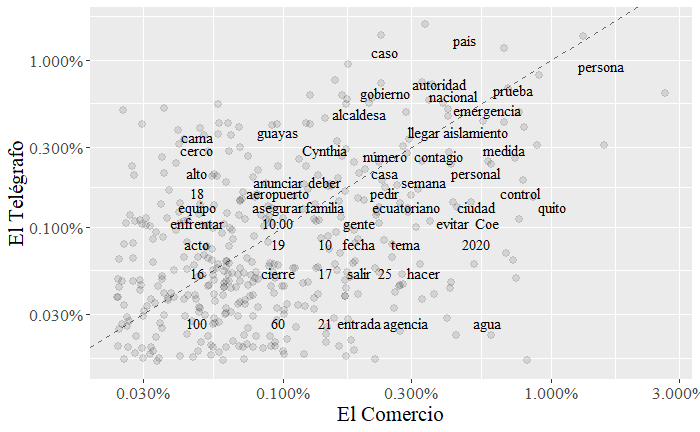 país
caso
1.000%
persona
autoridad
prueba
gobierno
nacional
alcaldesa
emergencia
guayas
llegar aislamiento
cama
0.300%
cerco
Cynthia
número
contagio
medida
alto
casa
personal
anunciar deber
semana
18
aeropuerto
pedir
control
equipo
asegurar familia
ecuatoriano
ciudad
quito
0.100%
enfrentar
10:00
gente
evitar
Coe
acto
19
10
fecha
tema
2020
16
cierre
17
salir
25
hacer
0.030%
100
60
21
entrada
agencia
agua
El Telégrafo
0.030%
0.100%
0.300%
1.000%
3.000%
El Comercio